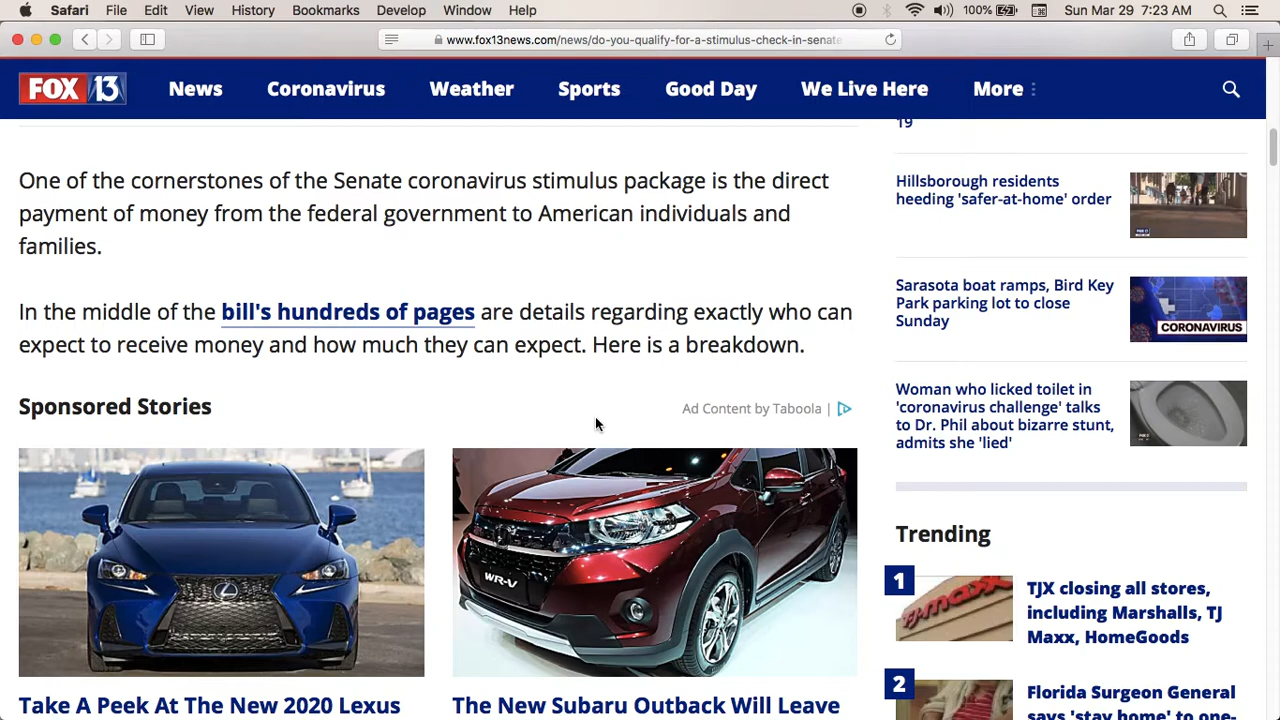 Safari File Edit View History Bookmarks Develop Window Help 100% Sun Mar 29 7:23 AM
www.fox13news.com/news/do-you-qualify-for-a-stimulus-check-in-senate
FOX 13 News Coronavirus Weather Sports Good Day We Live Here More
One of the cornerstones of the Senate coronavirus stimulus package is the direct
payment of money from the federal government to American individuals and
families.
In the middle of the bill's hundreds of pages are details regarding exactly who can
expect to receive money and how much they can expect. Here is a breakdown.
Sponsored Stories
Ad Content by Taboola |
WR-V
Take A Peek At The New 2020 Lexus
The New Subaru Outback Will Leave
19
Hillsborough residents
heeding 'safer-at-home' order
Sarasota boat ramps, Bird Key
Park parking lot to close
Sunday
CORONAVIRUS
Woman who licked toilet in
'coronavirus challenge' talks
to Dr. Phil about bizarre stunt,
admits she 'lied'
Trending
1
TJ maxx
TJX closing all stores,
including Marshalls, TJ
Maxx, HomeGoods
2
Florida Surgeon General
says 'stay home' to one-